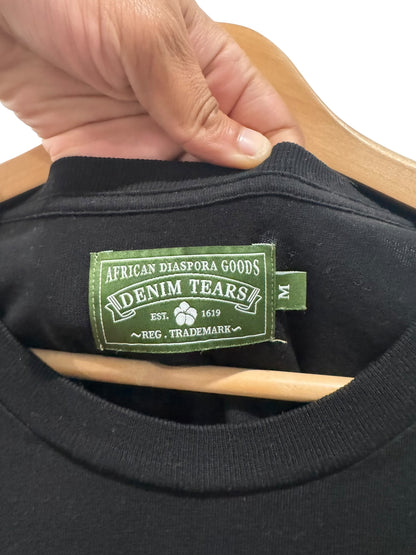 AFRICAN DIASPORA GOODS
DENIM TEARS
EST. 1619
~REG. TRADEMARK~
M